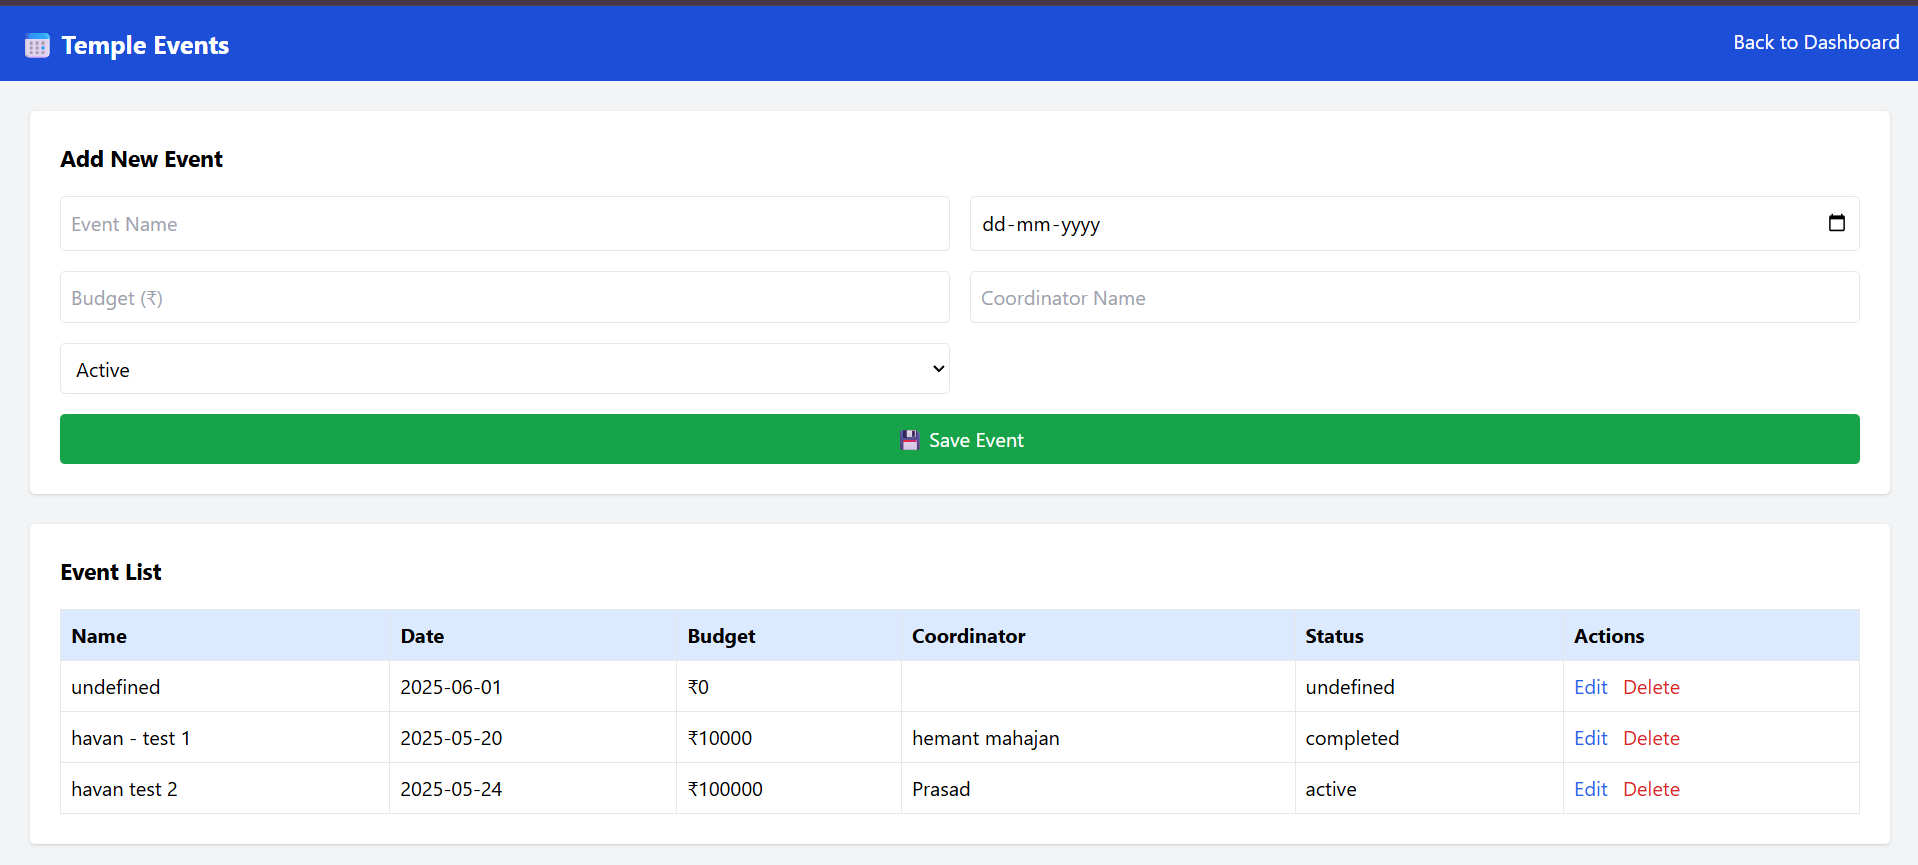 Temple Events
Back to Dashboard
Add New Event
Event Name
dd-mm-yyyy
Budget (₹)
Coordinator Name
Active
Save Event
Event List
Name Date Budget Coordinator Status Actions
undefined 2025-06-01 ₹0 undefined Edit Delete
havan - test 1 2025-05-20 ₹10000 hemant mahajan completed Edit Delete
havan test 2 2025-05-24 ₹100000 Prasad active Edit Delete